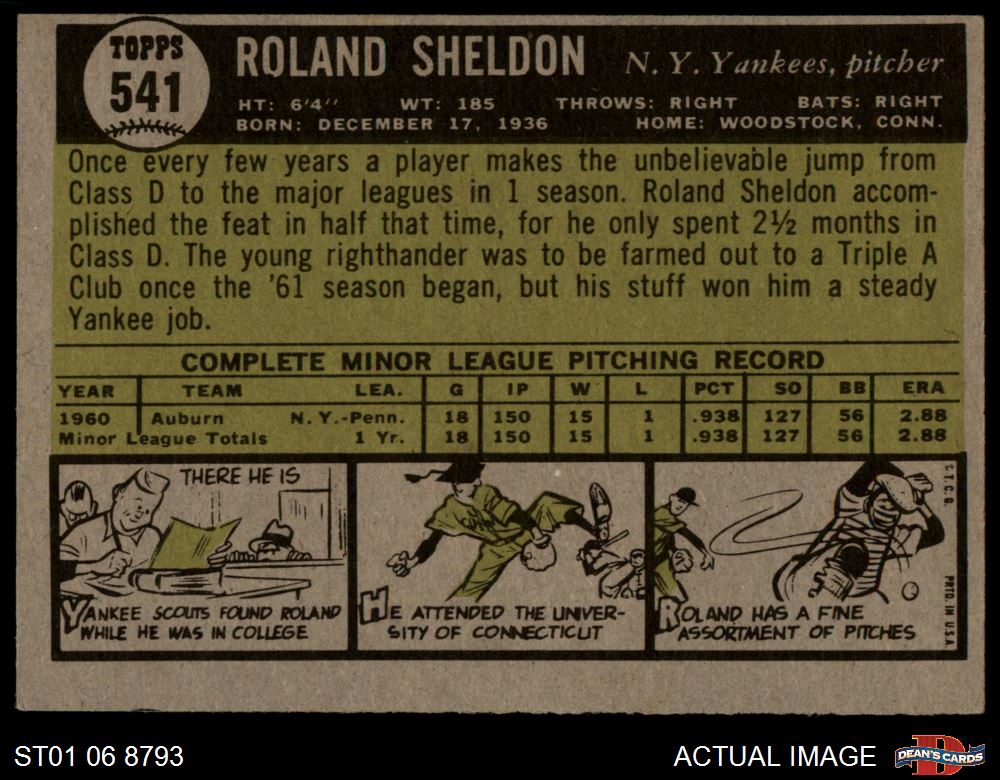 TOPPS
541
ROLAND SHELDON N. Y. Yankees, pitcher
HT: 6'4" WT: 185 THROWS: RIGHT BATS: RIGHT
BORN: DECEMBER 17, 1936 HOME: WOODSTOCK, CONN.
Once every few years a player makes the unbelievable jump from
Class D to the major leagues in 1 season. Roland Sheldon accom-
plished the feat in half that time, for he only spent 2½ months in
Class D. The young righthander was to be farmed out to a Triple A
Club once the '61 season began, but his stuff won him a steady
Yankee job.
COMPLETE MINOR LEAGUE PITCHING RECORD
YEAR TEAM LEA. G IP W L PCT SO BB ERA
1960 Auburn N. Y.-Penn. 18 150 15 1 .938 127 56 2.88
Minor League Totals 1 Yr. 18 150 15 1 .938 127 56 2.88
THERE HE IS
YANKEE SCOUTS FOUND ROLAND
WHILE HE WAS IN COLLEGE
CONN.
HE ATTENDED THE UNIVER-
SITY OF CONNECTICUT
ROLAND HAS A FINE
ASSORTMENT OF PITCHES
© T. C. G.
PRTD. IN U.S.A.
ST01 06 8793
ACTUAL IMAGE
D
DEAN'S CARDS